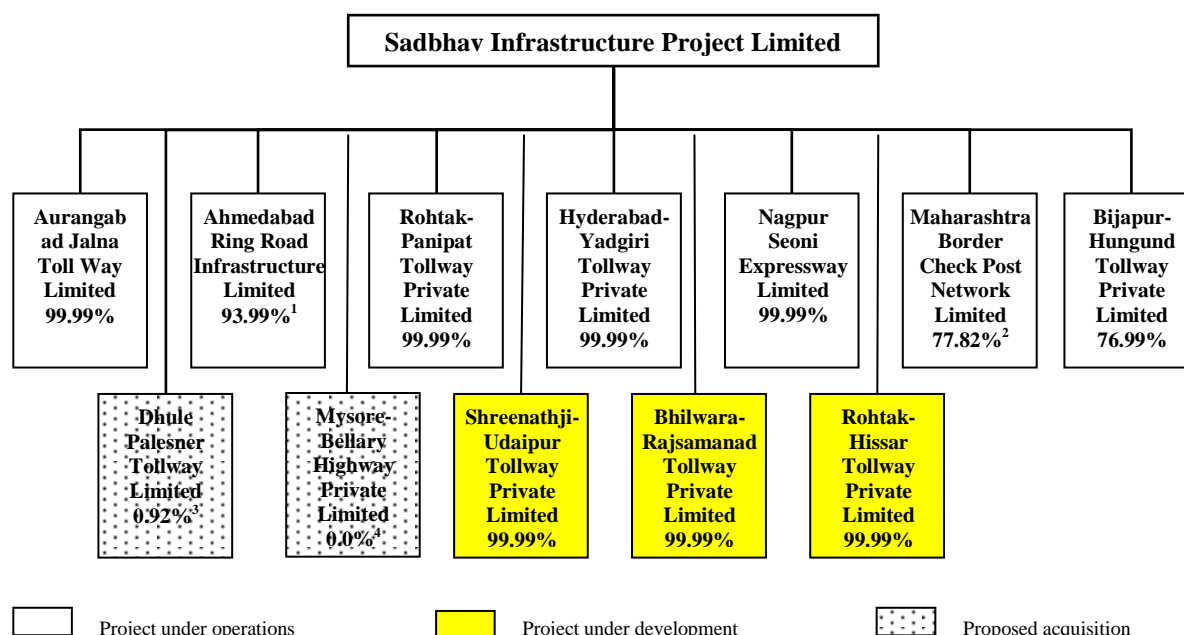 Sadbhav Infrastructure Project Limited
Aurangab
ad Jalna
Toll Way
Limited
99.99%
Ahmedabad
Ring Road
Infrastructure
Limited
93.99%¹
Rohtak-
Panipat
Tollway
Private
Limited
99.99%
Hyderabad-
Yadgiri
Tollway
Private
Limited
99.99%
Nagpur
Seoni
Expressway
Limited
99.99%
Maharashtra
Border
Check Post
Network
Limited
77.82%²
Bijapur-
Hungund
Tollway
Private
Limited
76.99%
Dhule
Palesner
Tollway
Limited
0.92%³
Mysore-
Bellary
Highway
Private
Limited
0.0%⁴
Shreenathji-
Udaipur
Tollway
Private
Limited
99.99%
Bhilwara-
Rajsamanad
Tollway
Private
Limited
99.99%
Rohtak-
Hissar
Tollway
Private
Limited
99.99%
Project under operations
Project under development
Proposed acquisition